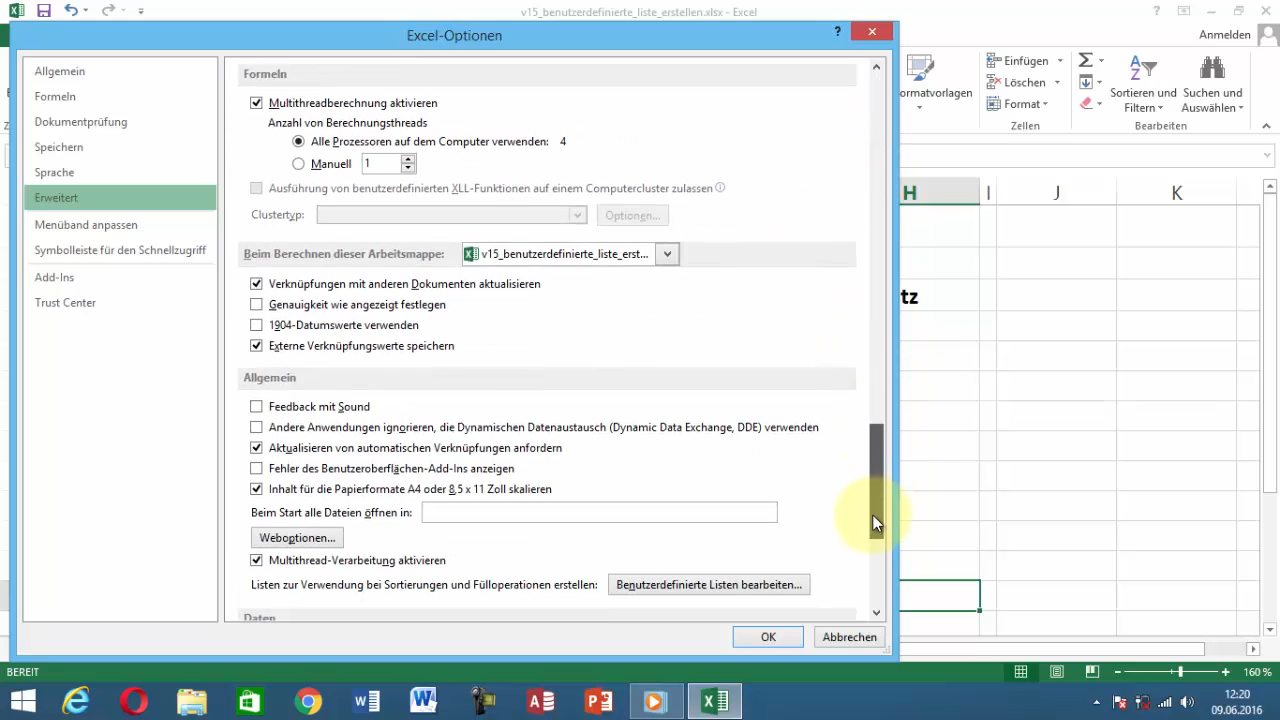 v15_benutzerdefinierte_liste_erstellen.xlsx - Excel
Excel-Optionen
Anmelden
Allgemein
Formeln
Dokumentprüfung
Speichern
Sprache
Erweitert
Menüband anpassen
Symbolleiste für den Schnellzugriff
Add-Ins
Trust Center
Formeln
Multithreadberechnung aktivieren
Anzahl von Berechnungsthreads
Alle Prozessoren auf dem Computer verwenden: 4
Manuell 1
Ausführung von benutzerdefinierten XLL-Funktionen auf einem Computercluster zulassen
Clustertyp: Optionen...
Beim Berechnen dieser Arbeitsmappe: v15_benutzerdefinierte_liste_erst...
Verknüpfungen mit anderen Dokumenten aktualisieren
Genauigkeit wie angezeigt festlegen
1904-Datumswerte verwenden
Externe Verknüpfungswerte speichern
Allgemein
Feedback mit Sound
Andere Anwendungen ignorieren, die Dynamischen Datenaustausch (Dynamic Data Exchange, DDE) verwenden
Aktualisieren von automatischen Verknüpfungen anfordern
Fehler des Benutzeroberflächen-Add-Ins anzeigen
Inhalt für die Papierformate A4 oder 8,5 x 11 Zoll skalieren
Beim Start alle Dateien öffnen in:
Weboptionen...
Multithread-Verarbeitung aktivieren
Listen zur Verwendung bei Sortierungen und Fülloperationen erstellen: Benutzerdefinierte Listen bearbeiten...
Daten
OK Abbrechen
ormatvorlagen
Einfügen
Löschen
Format
Zellen
Sortieren und
Filtern
Suchen und
Auswählen
Bearbeiten
H I J K
tz
BEREIT
160 %
12:20
09.06.2016